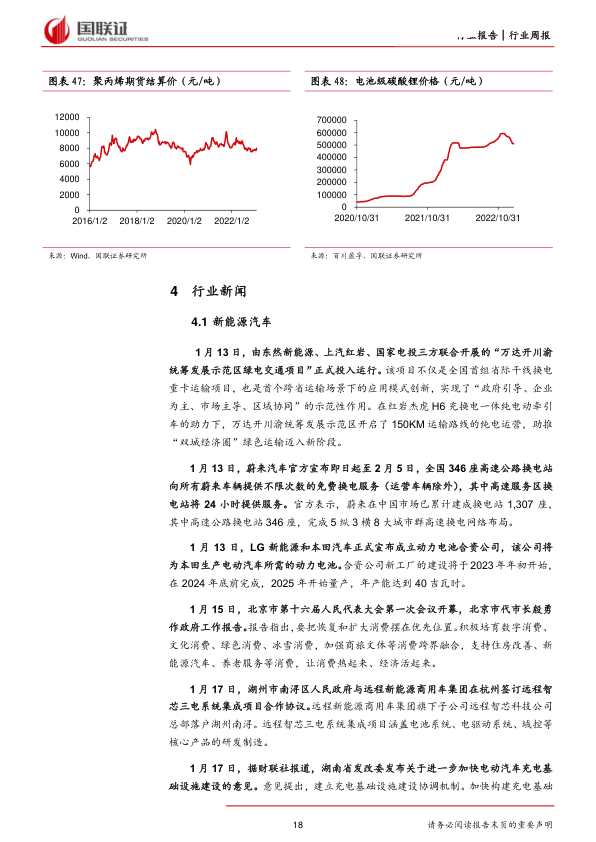 国联证
GUOLIAN SECURITIES
行业报告│行业周报
图表 47：聚丙烯期货结算价（元/吨）
12000
10000
8000
6000
4000
2000
0
2016/1/2 2018/1/2 2020/1/2 2022/1/2
来源：Wind，国联证券研究所
图表 48：电池级碳酸锂价格（元/吨）
700000
600000
500000
400000
300000
200000
100000
0
2020/10/31 2021/10/31 2022/10/31
来源：百川盈孚，国联证券研究所
4 行业新闻
4.1 新能源汽车
1 月 13 日，由东然新能源、上汽红岩、国家电投三方联合开展的“万达开川渝
统筹发展示范区绿电交通项目”正式投入运行。该项目不仅是全国首组省际干线换电
重卡运输项目，也是首个跨省运输场景下的应用模式创新，实现了“政府引导、企业
为主、市场主导、区域协同”的示范性作用。在红岩杰虎 H6 充换电一体纯电动牵引
车的助力下，万达开川渝统筹发展示范区开启了 150KM 运输路线的纯电运营，助推
“双城经济圈”绿色运输迈入新阶段。
1 月 13 日，蔚来汽车官方宣布即日起至 2 月 5 日，全国 346 座高速公路换电站
向所有蔚来车辆提供不限次数的免费换电服务（运营车辆除外），其中高速服务区换
电站将 24 小时提供服务。官方表示，蔚来在中国市场已累计建成换电站 1,307 座，
其中高速公路换电站 346 座，完成 5 纵 3 横 8 大城市群高速换电网络布局。
1 月 13 日，LG 新能源和本田汽车正式宣布成立动力电池合资公司，该公司将
为本田生产电动汽车所需的动力电池。合资公司新工厂的建设将于 2023 年年初开始，
在 2024 年底前完成，2025 年开始量产，年产能达到 40 吉瓦时。
1 月 15 日，北京市第十六届人民代表大会第一次会议开幕，北京市代市长殷勇
作政府工作报告。报告指出，要把恢复和扩大消费摆在优先位置。积极培育数字消费、
文化消费、绿色消费、冰雪消费，加强商旅文体等消费跨界融合，支持住房改善、新
能源汽车、养老服务等消费，让消费热起来、经济活起来。
1 月 17 日，湖州市南浔区人民政府与远程新能源商用车集团在杭州签订远程智
芯三电系统集成项目合作协议。远程新能源商用车集团旗下子公司远程智芯科技公司
总部落户湖州南浔。远程智芯三电系统集成项目涵盖电池系统、电驱动系统、域控等
核心产品的研发制造。
1 月 17 日，据财联社报道，湖南省发改委发布关于进一步加快电动汽车充电基
础设施建设的意见。意见提出，建立充电基础设施建设协调机制。加快构建充电基础
18
请务必阅读报告末页的重要声明